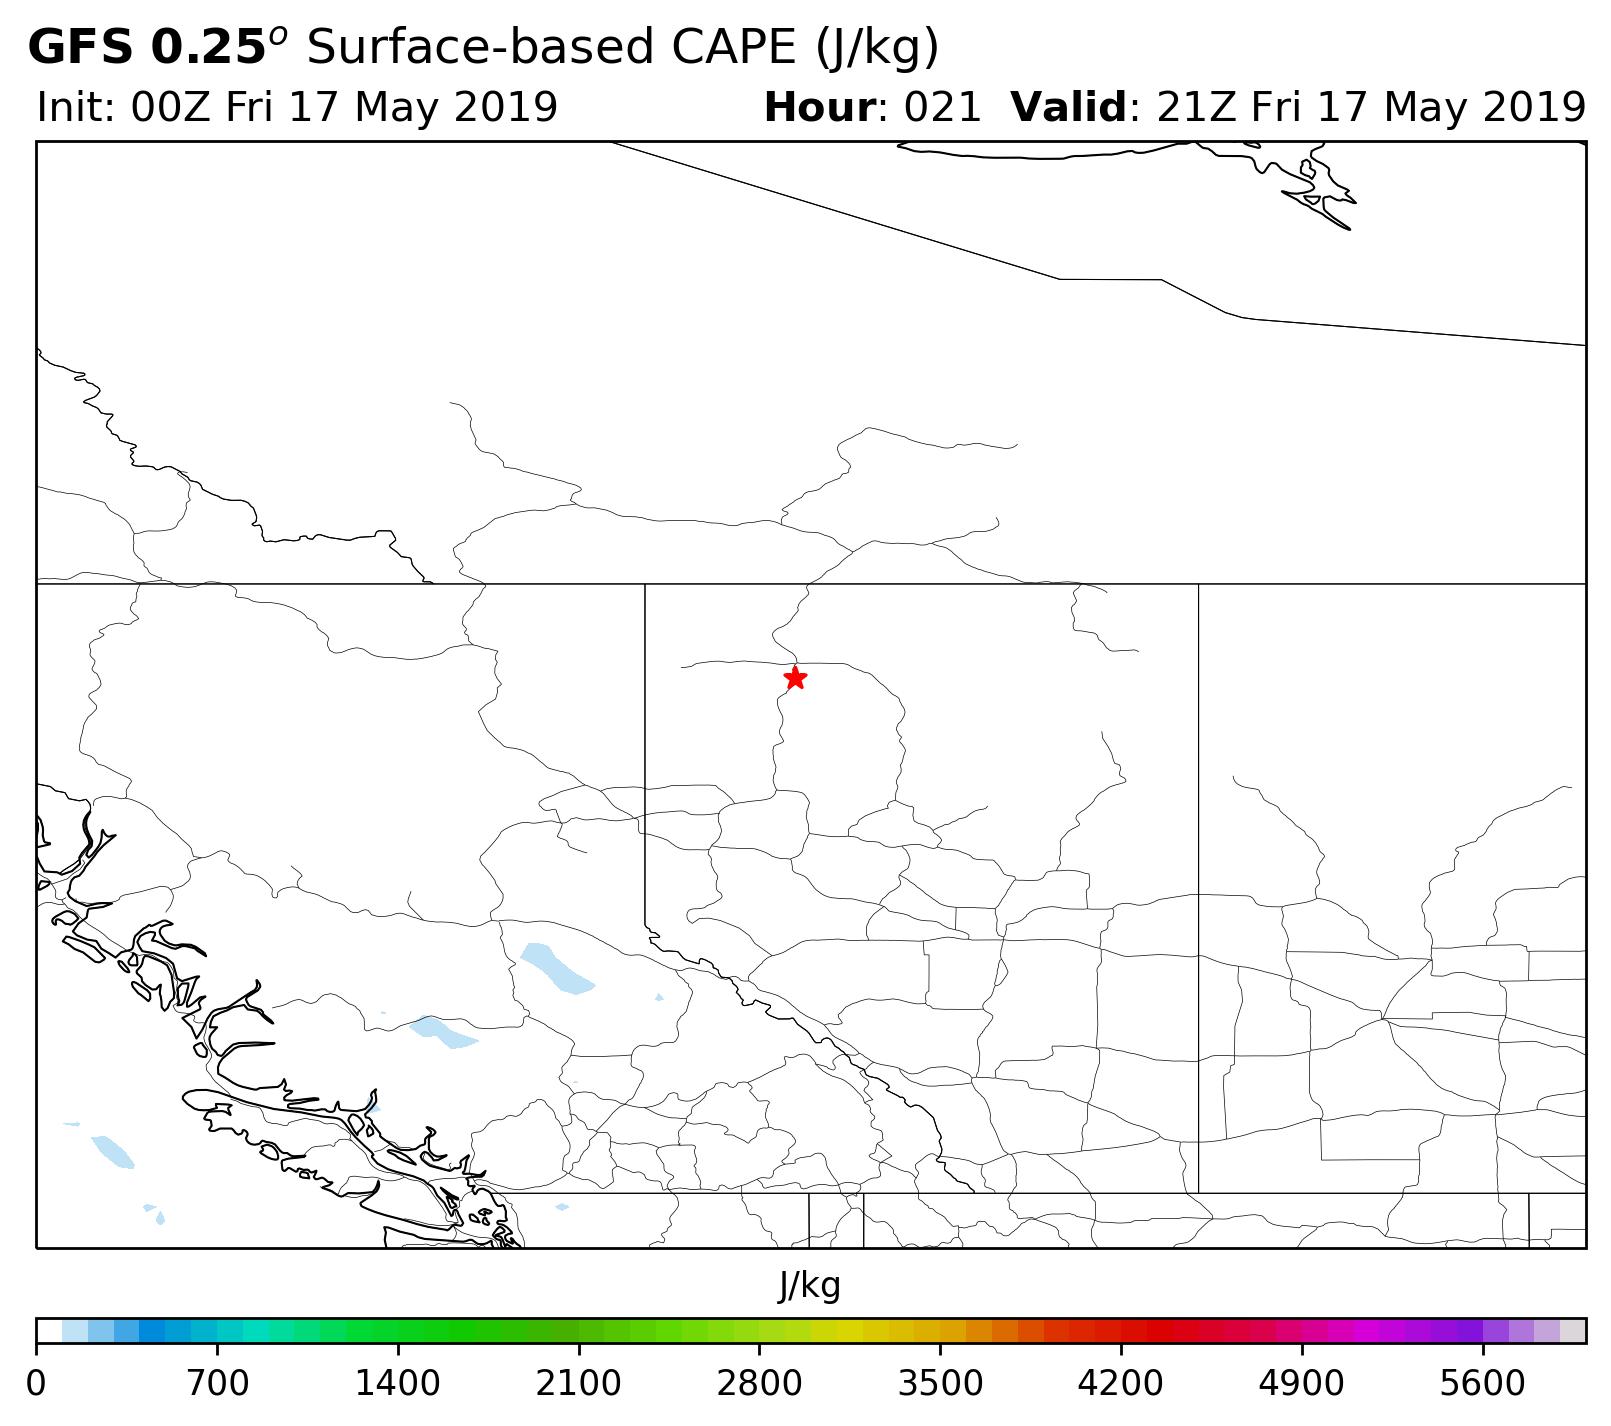 GFS 0.25° Surface-based CAPE (J/kg)
Init: 00Z Fri 17 May 2019 Hour: 021 Valid: 21Z Fri 17 May 2019
J/kg
0 700 1400 2100 2800 3500 4200 4900 5600